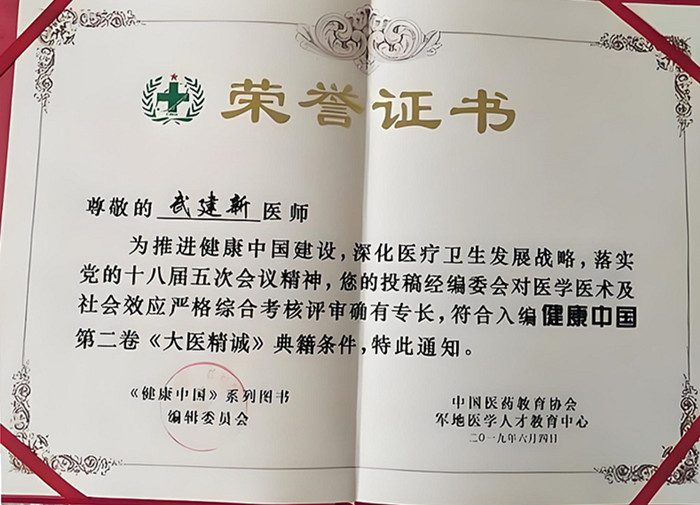 荣誉证书
尊敬的 武建新 医师
为推进健康中国建设，深化医疗卫生发展战略，落实
党的十八届五次会议精神，您的投稿经编委会对医学医术及
社会效应严格综合考核评审确有专长，符合入编健康中国
第二卷《大医精诚》典籍条件，特此通知。
《健康中国》系列图书
编辑委员会
中国医药教育协会
军地医学人才教育中心
二〇一九年六月四日